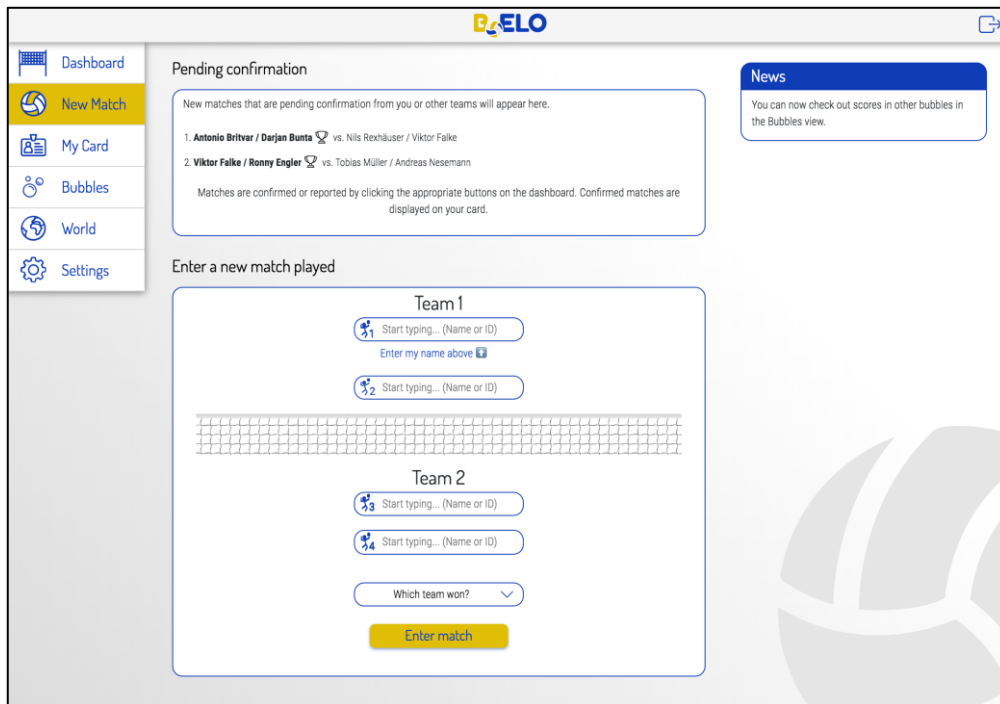 BELO
Dashboard
New Match
My Card
Bubbles
World
Settings
Pending confirmation
New matches that are pending confirmation from you or other teams will appear here.
1. Antonio Britvar / Darjan Bunta vs. Nils Rexhäuser / Viktor Falke
2. Viktor Falke / Ronny Engler vs. Tobias Müller / Andreas Nesemann
Matches are confirmed or reported by clicking the appropriate buttons on the dashboard. Confirmed matches are
displayed on your card.
Enter a new match played
Team 1
1 Start typing... (Name or ID)
Enter my name above
2 Start typing... (Name or ID)
Team 2
3 Start typing... (Name or ID)
4 Start typing... (Name or ID)
Which team won?
Enter match
News
You can now check out scores in other bubbles in
the Bubbles view.